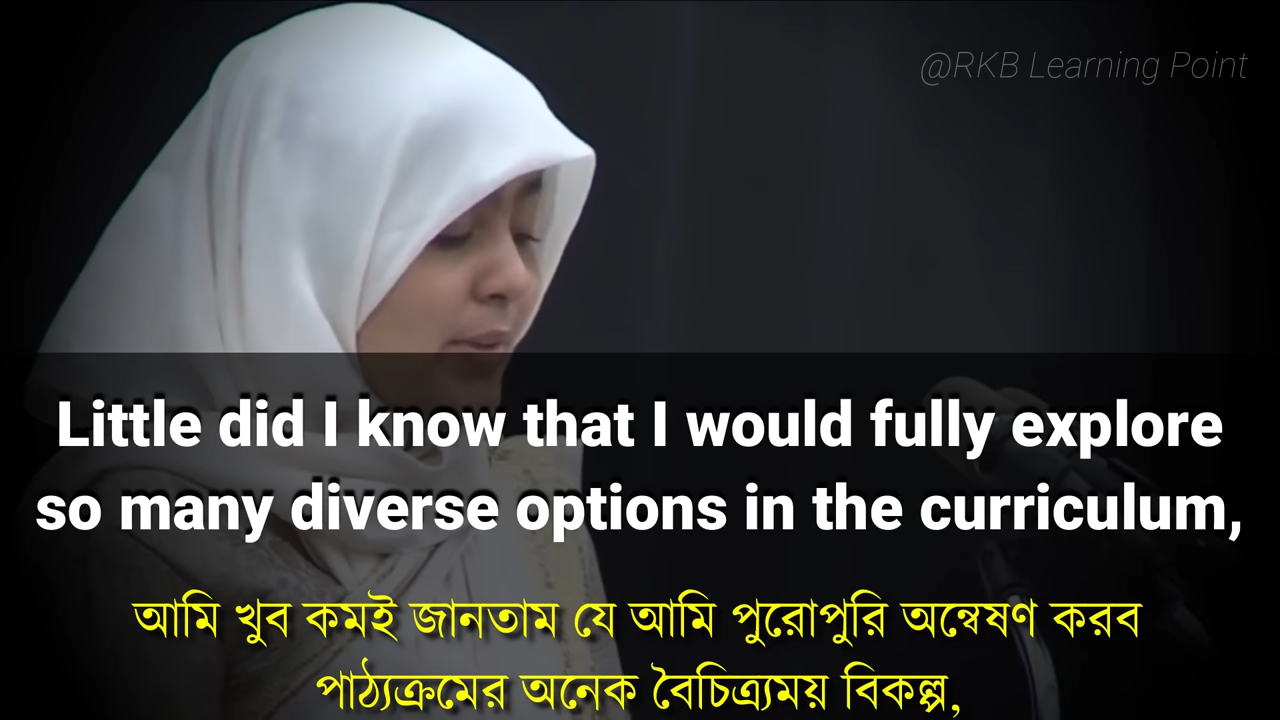 @RKB Learning Point
Little did I know that I would fully explore
so many diverse options in the curriculum,
আমি খুব কমই জানতাম যে আমি পুরোপুরি অন্বেষণ করব
পাঠ্যক্রমের অনেক বৈচিত্র্যময় বিকল্প,